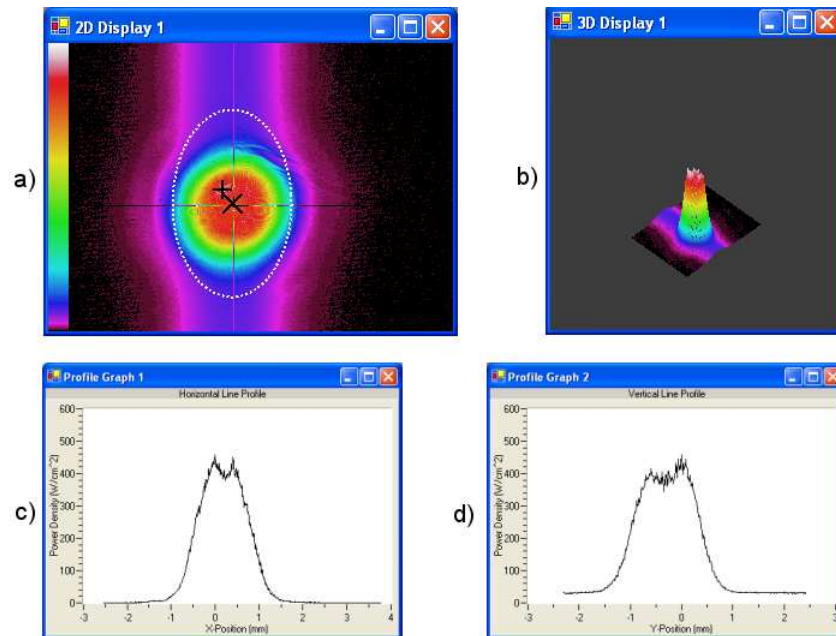 2D Display 1
3D Display 1
a)
b)
Profile Graph 1
Profile Graph 2
Horizontal Line Profile
Vertical Line Profile
c)
Power Density (W//cm^2)
600
500
400
300
200
100
0
-3
-2
-1
0
1
2
3
4
X-Position (mm)
d)
Power Density (W//cm^2)
600
500
400
300
200
100
0
-3
-2
-1
0
1
2
Y-Position (mm)